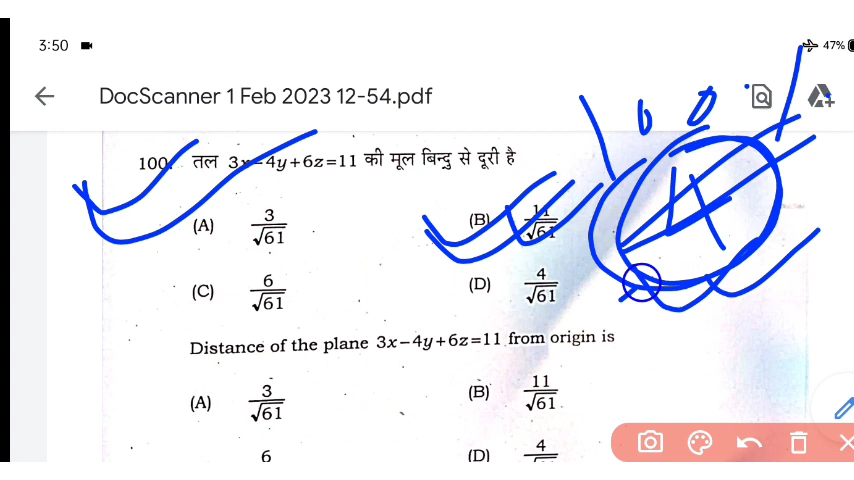 3:50
47%
DocScanner 1 Feb 2023 12-54.pdf
100. तल 3x-4y+6z=11 की मूल बिन्दु से दूरी है
(A) 3/√61 (B) 11/√61
(C) 6/√61 (D) 4/√61
Distance of the plane 3x-4y+6z=11 from origin is
(A) 3/√61 (B) 11/√61
6 (D) 4